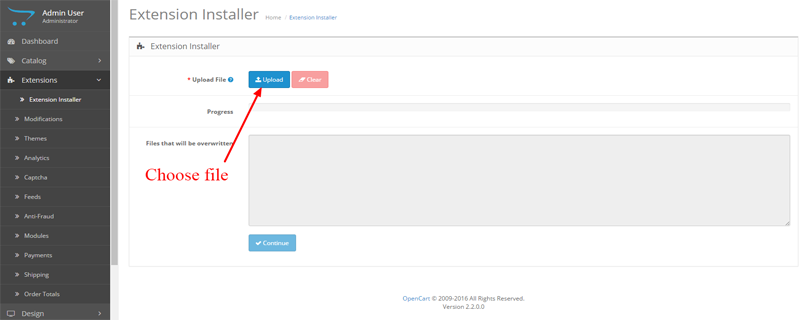 Admin User
Administrator
Dashboard
Catalog
Extensions
Extension Installer
Modifications
Themes
Analytics
Captcha
Feeds
Anti-Fraud
Modules
Payments
Shipping
Order Totals
Design
Extension Installer Home / Extension Installer
Extension Installer
* Upload File Upload Clear
Progress
Files that will be overwritten
Choose file
Continue
OpenCart © 2009-2016 All Rights Reserved.
Version 2.2.0.0